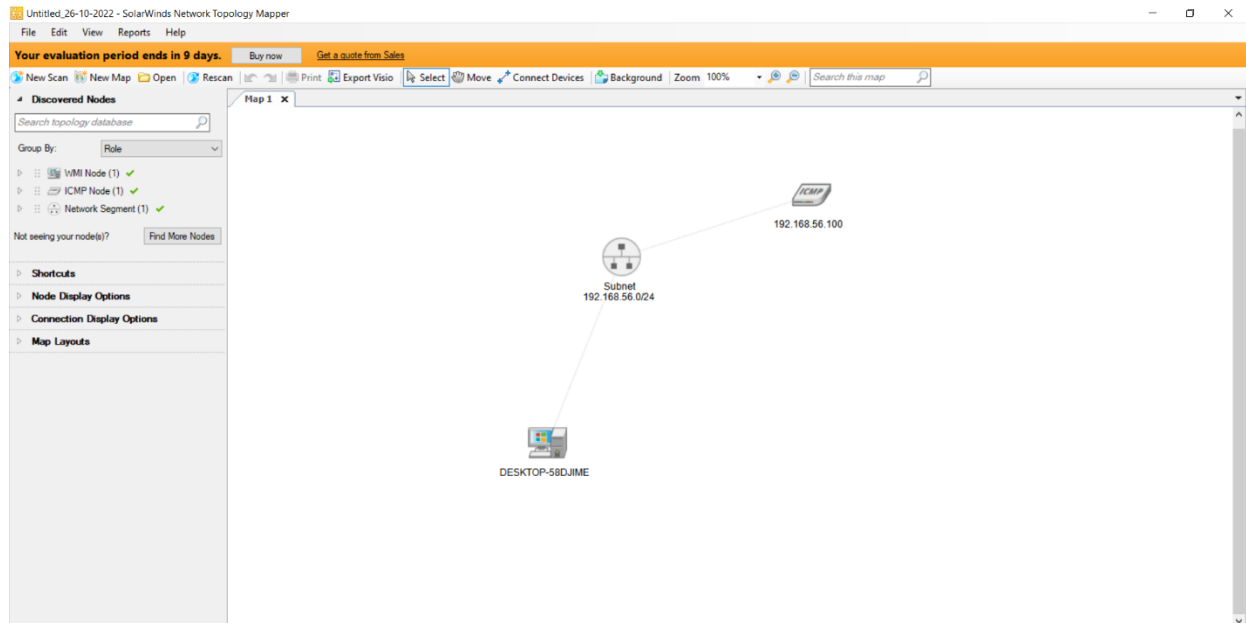 Untitled_26-10-2022 - SolarWinds Network Topology Mapper
File Edit View Reports Help
Your evaluation period ends in 9 days. Buy now Get a quote from Sales
New Scan New Map Open Rescan Print Export Visio Select Move Connect Devices Background Zoom 100% Search this map
Discovered Nodes
Map 1
Search topology database
Group By: Role
WMI Node (1)
ICMP Node (1)
Network Segment (1)
Not seeing your node(s)? Find More Nodes
Shortcuts
Node Display Options
Connection Display Options
Map Layouts
ICMP
192.168.56.100
Subnet
192.168.56.0/24
DESKTOP-58DJIME